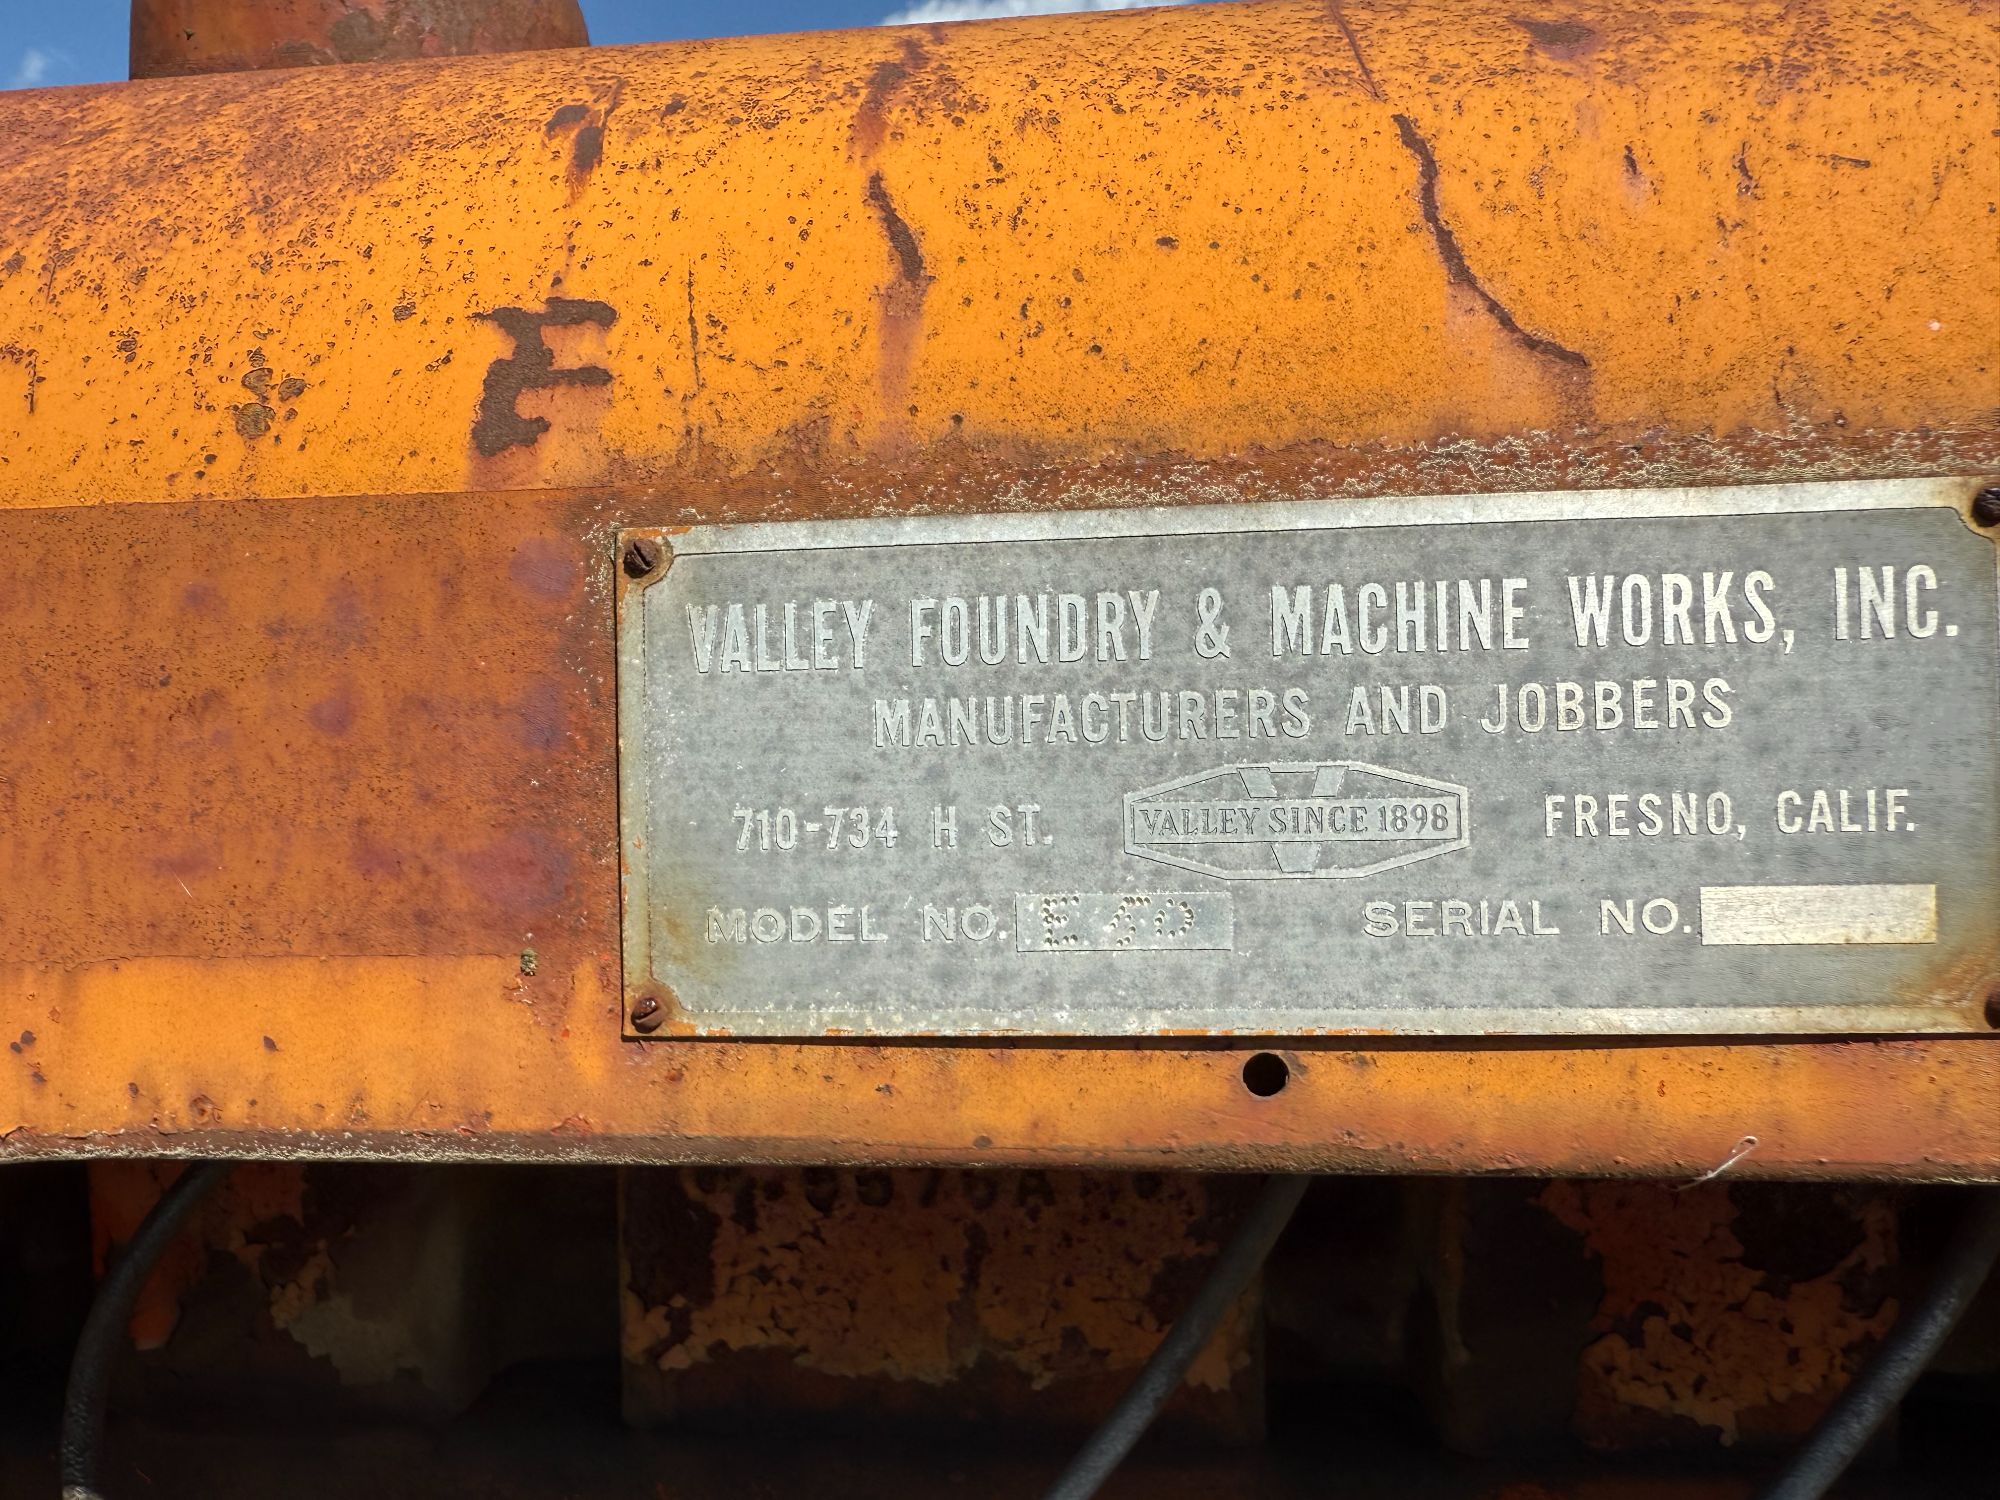 VALLEY FOUNDRY & MACHINE WORKS, INC.
MANUFACTURERS AND JOBBERS
710-734 H ST. VALLEY SINCE 1898 FRESNO, CALIF.
MODEL NO. E 50 SERIAL NO.